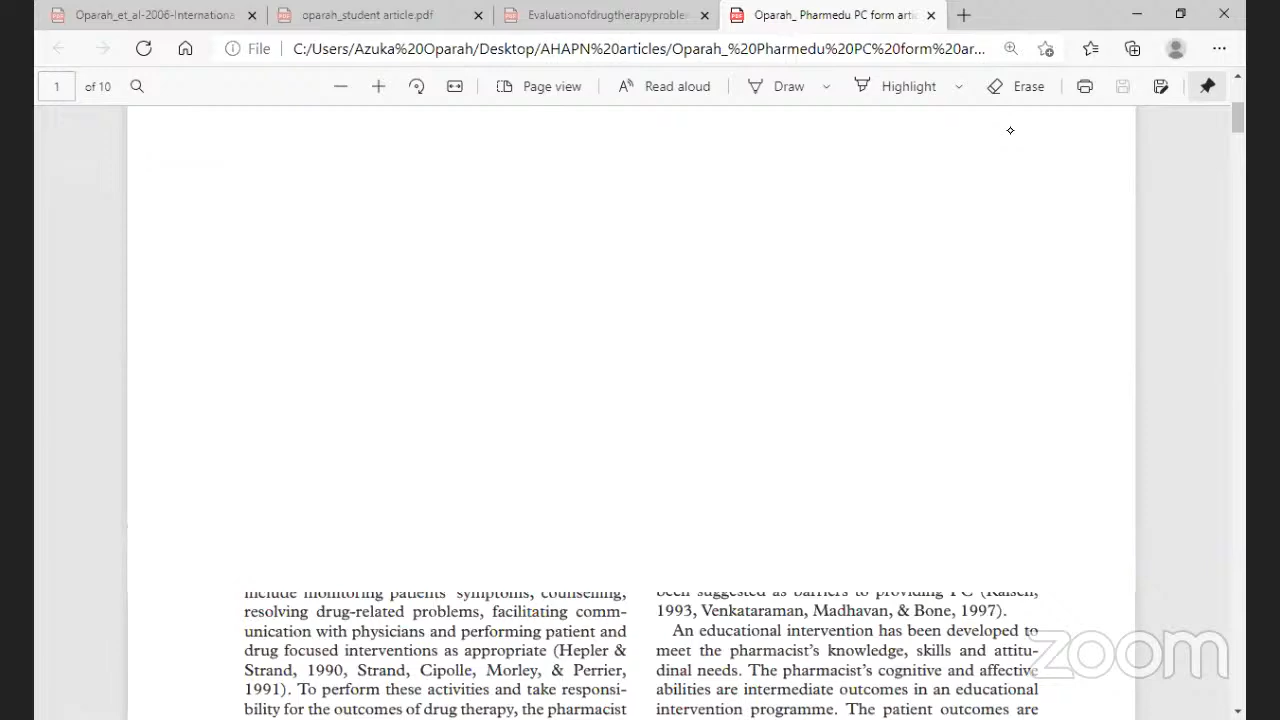 Oparah_et_al-2006-Internationa
oparah_student article.pdf
Evaluationofdrugtherapyproble
Oparah_ Pharmedu PC form arti
File
C:/Users/Azuka%20Oparah/Desktop/AHAPN%20articles/Oparah_%20Pharmedu%20PC%20form%20ar...
1 of 10
Page view
Read aloud
Draw
Highlight
Erase
include monitoring patients' symptoms, counselling,
resolving drug-related problems, facilitating comm-
unication with physicians and performing patient and
drug focused interventions as appropriate (Hepler &
Strand, 1990, Strand, Cipolle, Morley, & Perrier,
1991). To perform these activities and take responsi-
bility for the outcomes of drug therapy, the pharmacist
been suggested as barriers to providing PC (Raisch,
1993, Venkataraman, Madhavan, & Bone, 1997).
An educational intervention has been developed to
meet the pharmacist's knowledge, skills and attitu-
dinal needs. The pharmacist's cognitive and affective
abilities are intermediate outcomes in an educational
intervention programme. The patient outcomes are
zoom